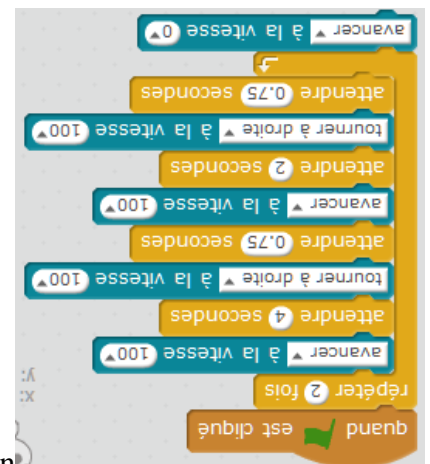 quand est cliqué
répéter 2 fois
avancer à la vitesse 100
attendre 4 secondes
tourner à droite à la vitesse 100
attendre 0.75 secondes
avancer à la vitesse 100
attendre 2 secondes
tourner à droite à la vitesse 100
attendre 0.75 secondes
avancer à la vitesse 0
x:
y:
n